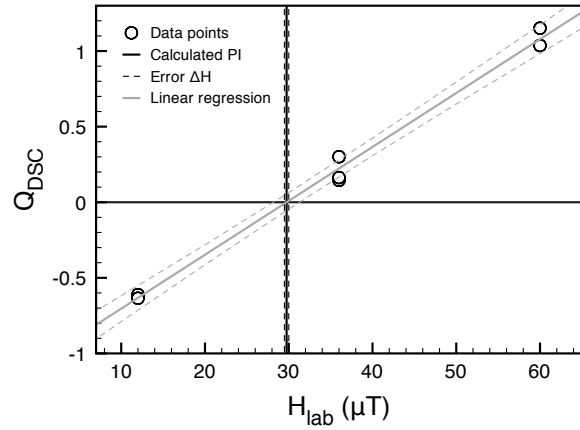 Data points
Calculated PI
Error ΔH
Linear regression
Q_DSC
1
0.5
0
-0.5
-1
10 20 30 40 50 60
H_lab (μT)